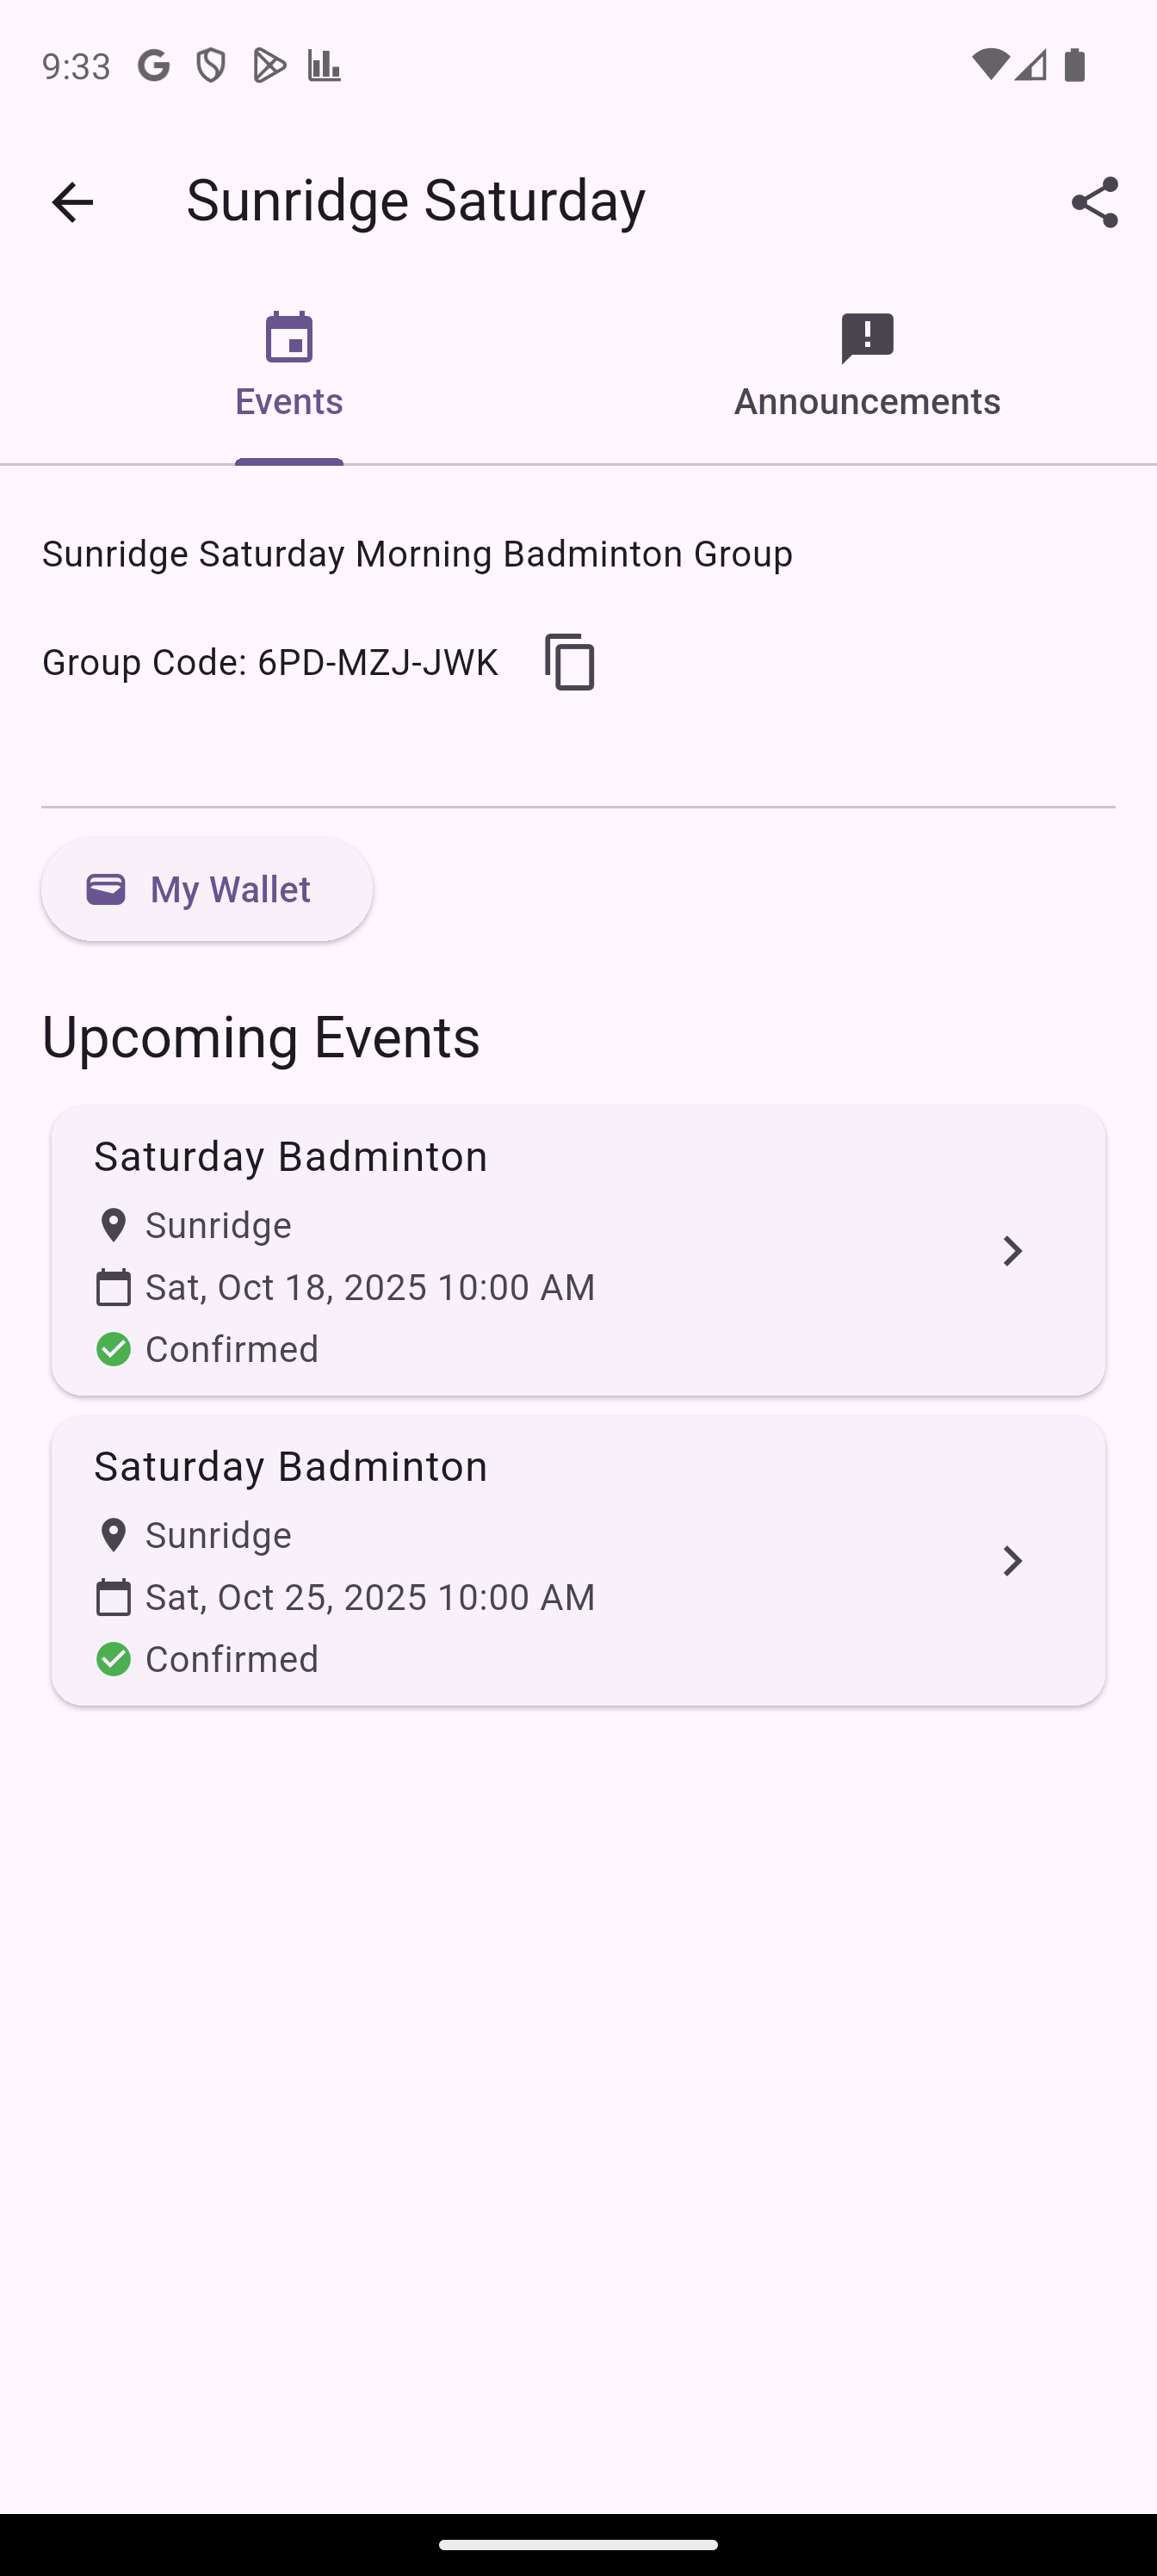 9:33
Sunridge Saturday
Events
Announcements
Sunridge Saturday Morning Badminton Group
Group Code: 6PD-MZJ-JWK
My Wallet
Upcoming Events
Saturday Badminton
Sunridge
Sat, Oct 18, 2025 10:00 AM
Confirmed
Saturday Badminton
Sunridge
Sat, Oct 25, 2025 10:00 AM
Confirmed